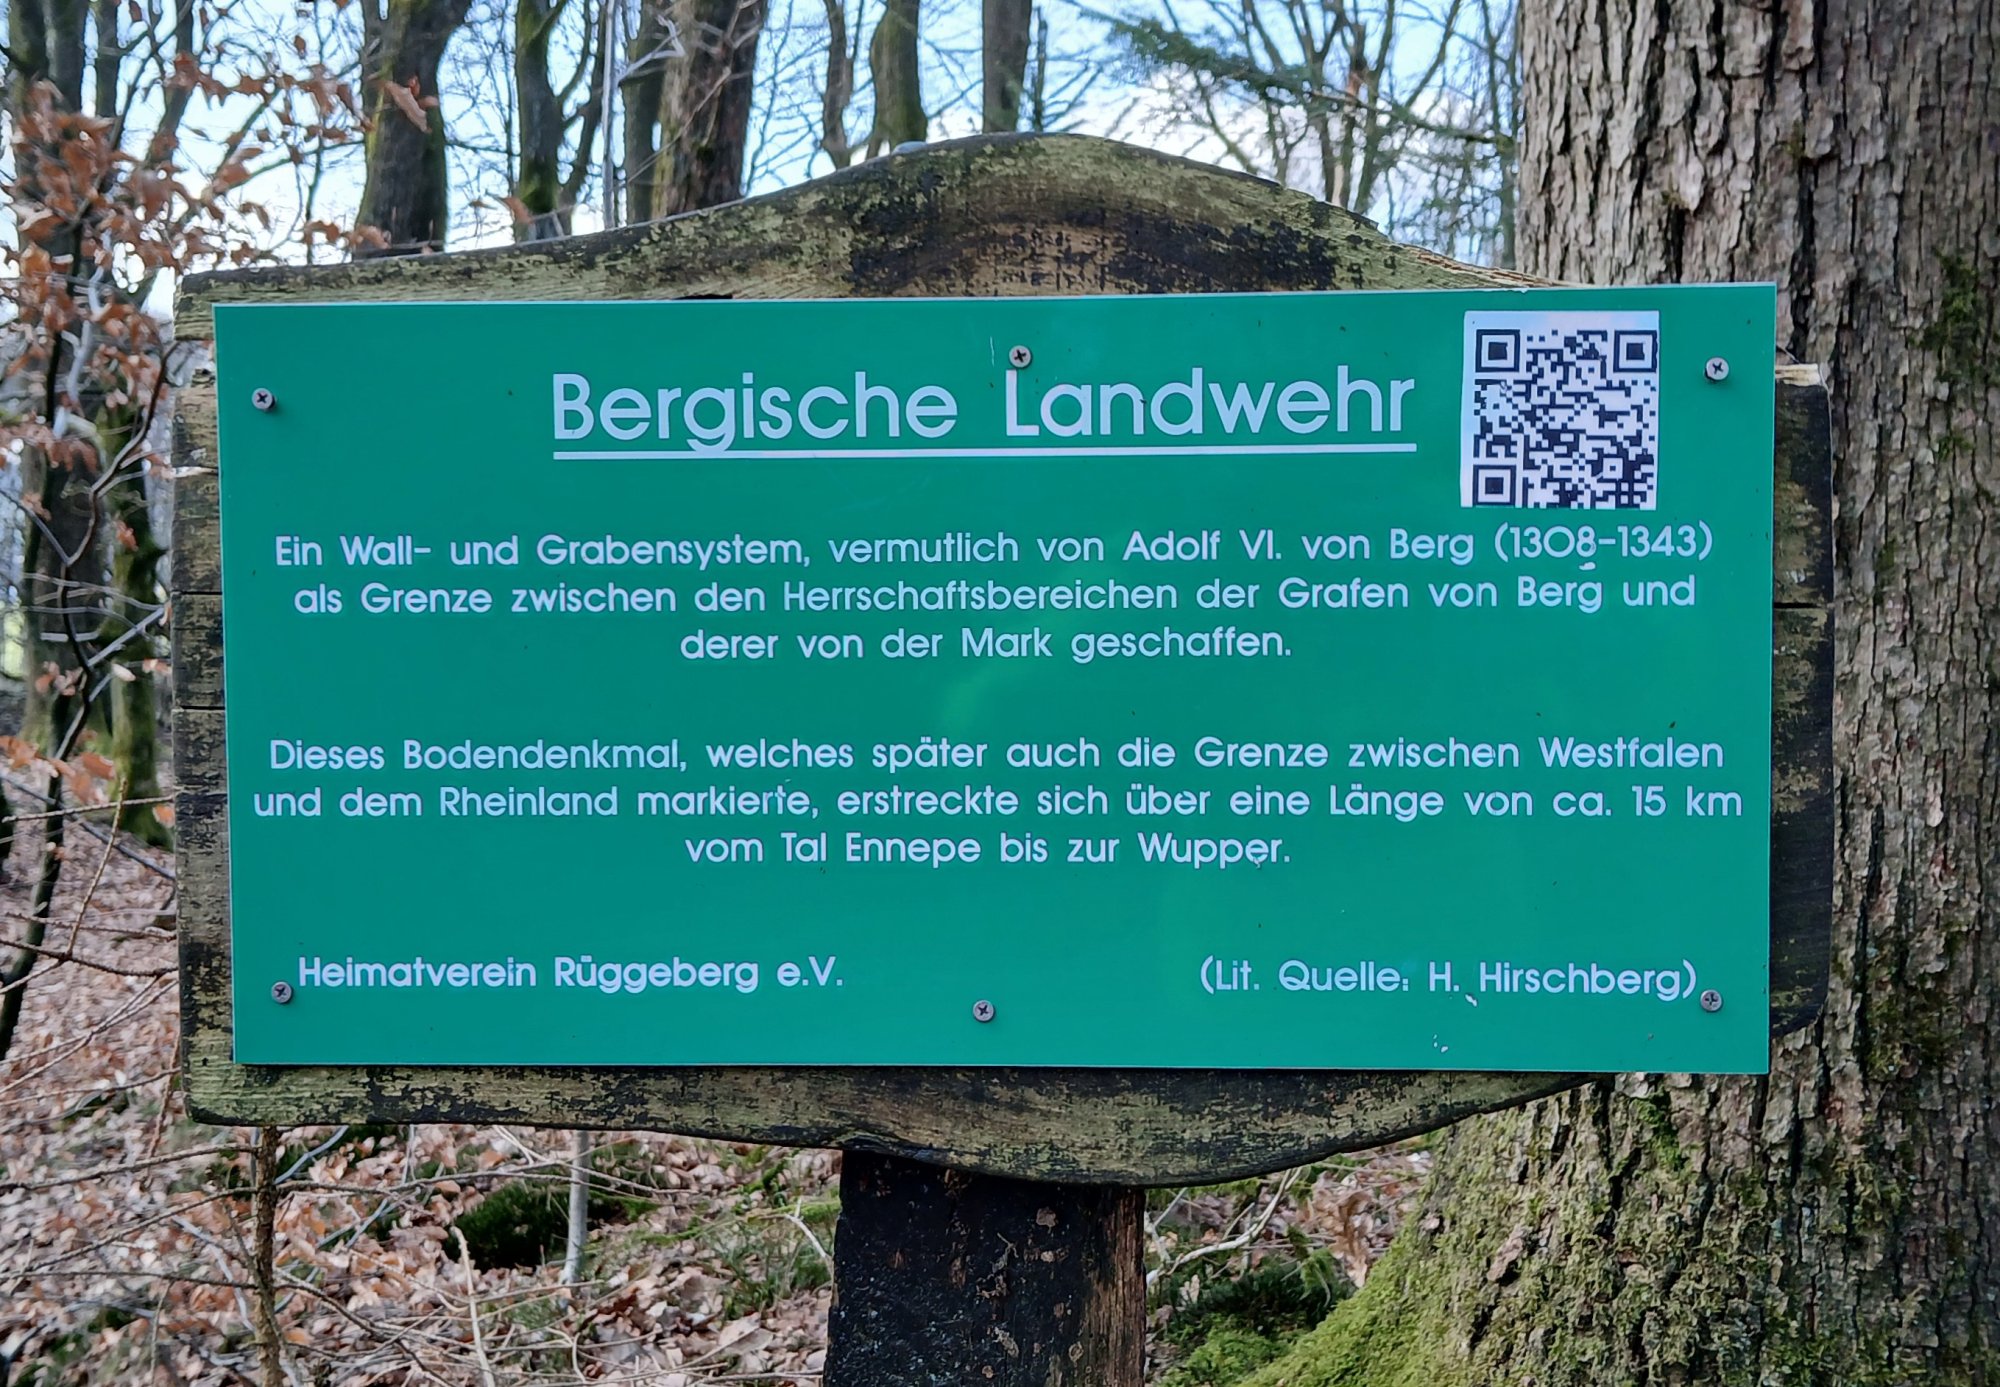 Bergische Landwehr
Ein Wall- und Grabensystem, vermutlich von Adolf VI. von Berg (1308-1343)
als Grenze zwischen den Herrschaftsbereichen der Grafen von Berg und
derer von der Mark geschaffen.
Dieses Bodendenkmal, welches später auch die Grenze zwischen Westfalen
und dem Rheinland markierte, erstreckte sich über eine Länge von ca. 15 km
vom Tal Ennepe bis zur Wupper.
Heimatverein Rüggeberg e.V.
(Lit. Quelle: H. Hirschberg)